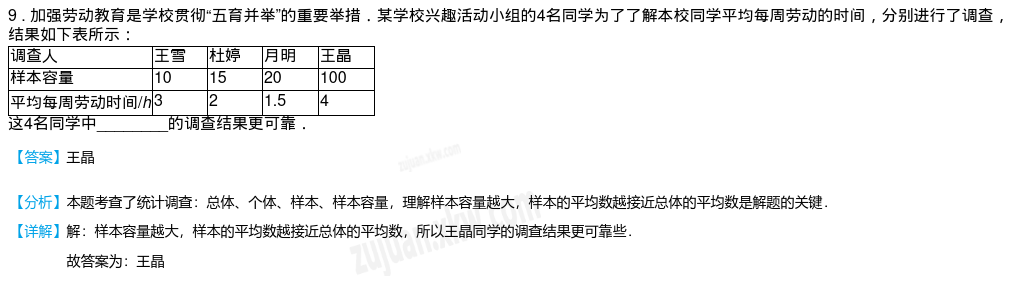 9．加强劳动教育是学校贯彻“五育并举”的重要举措．某学校兴趣活动小组的4名同学为了了解本校同学平均每周劳动的时间，分别进行了调查，
结果如下表所示：
调查人 王雪 杜婷 月明 王晶
样本容量 10 15 20 100
平均每周劳动时间/h 3 2 1.5 4
这4名同学中________的调查结果更可靠．
【答案】王晶
【分析】本题考查了统计调查：总体、个体、样本、样本容量，理解样本容量越大，样本的平均数越接近总体的平均数是解题的关键．
【详解】解：样本容量越大，样本的平均数越接近总体的平均数，所以王晶同学的调查结果更可靠些．
故答案为：王晶
zujuan.xkw.com
zujuan.xkw.com